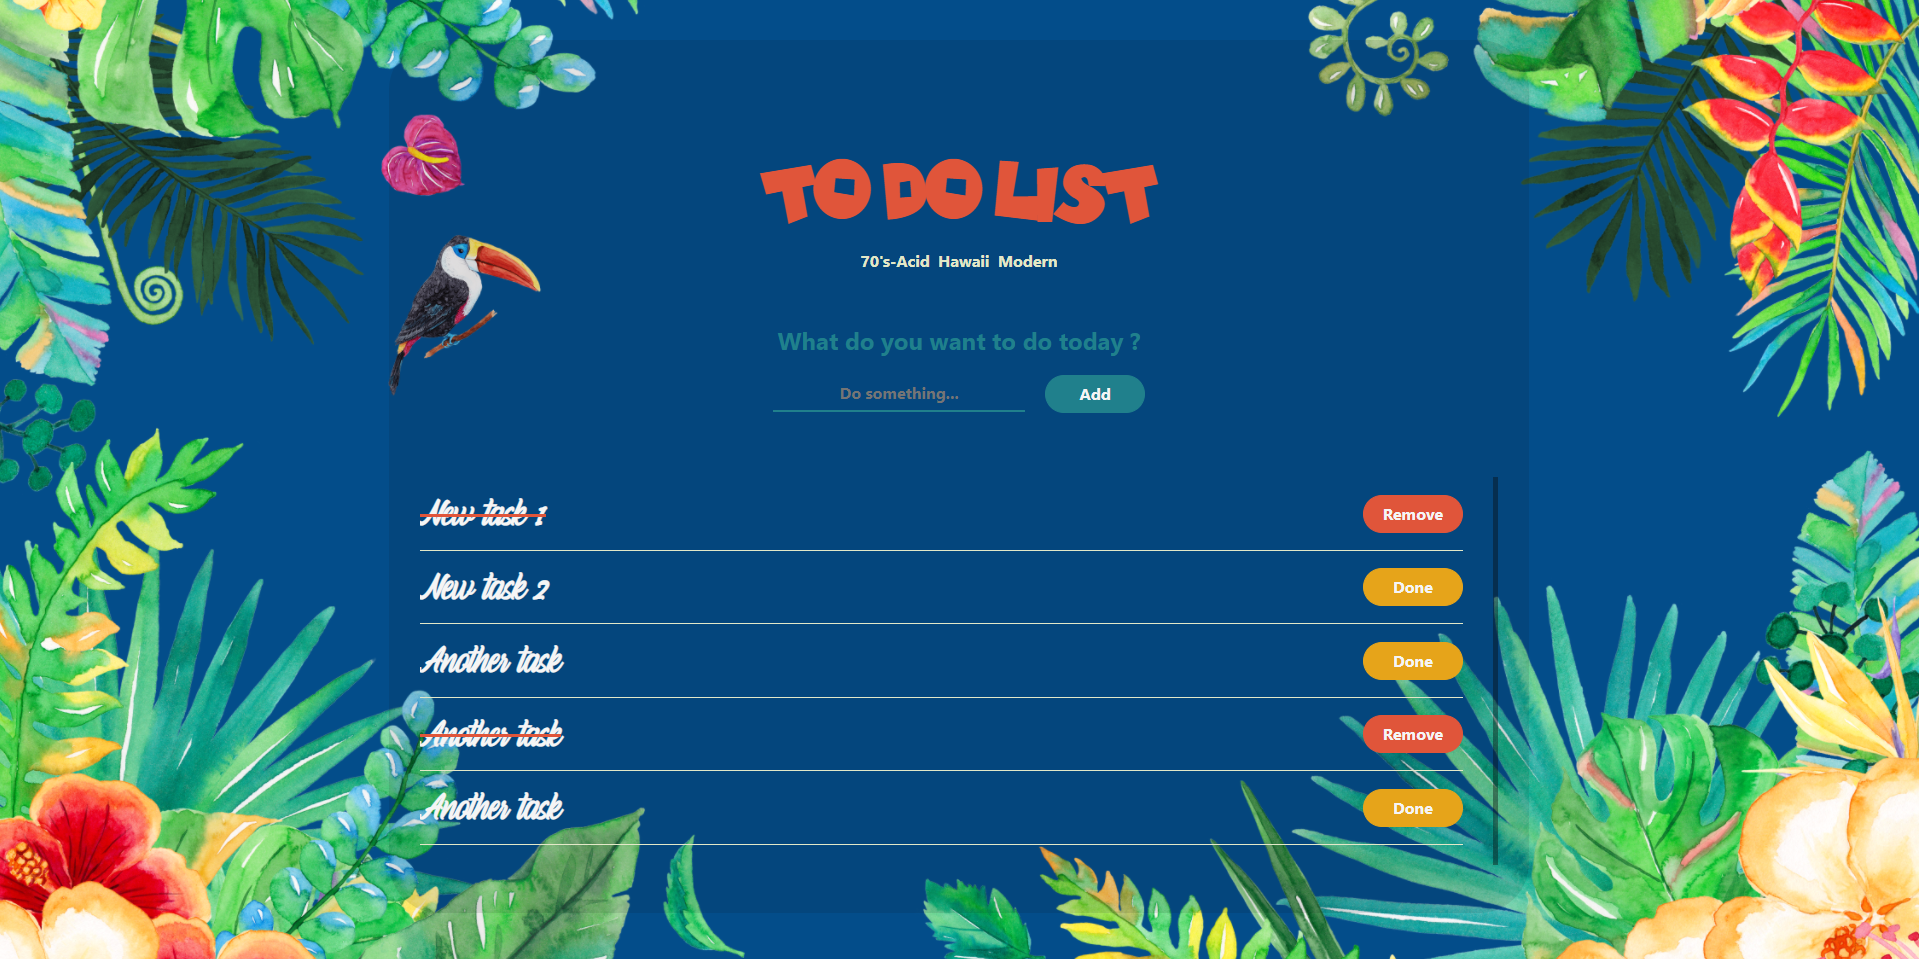 TO DO LIST
70's-Acid Hawaii Modern
What do you want to do today ?
Do something... Add
New task 1 Remove
New task 2 Done
Another task Done
Another task Remove
Another task Done